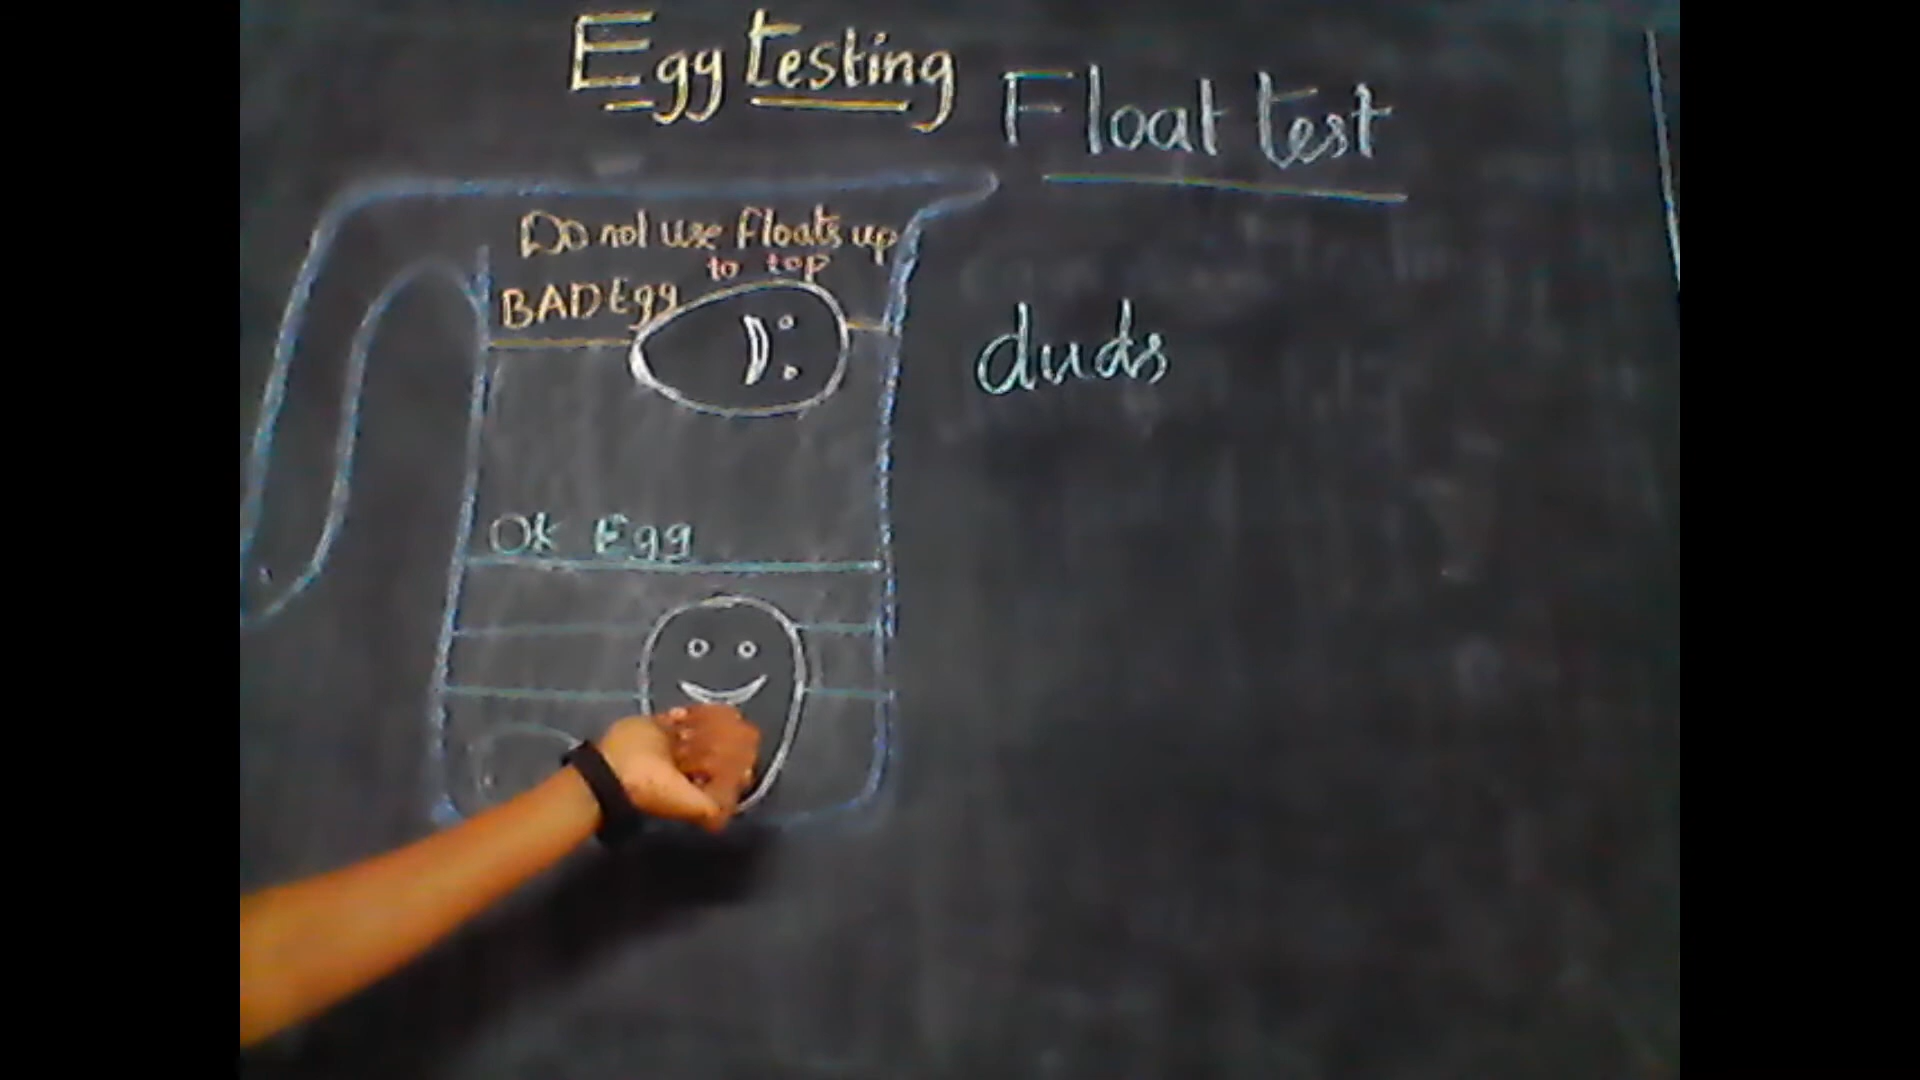 Egg testing
Float test
Do not use floats up
to top
BAD Egg
duds
Ok Egg